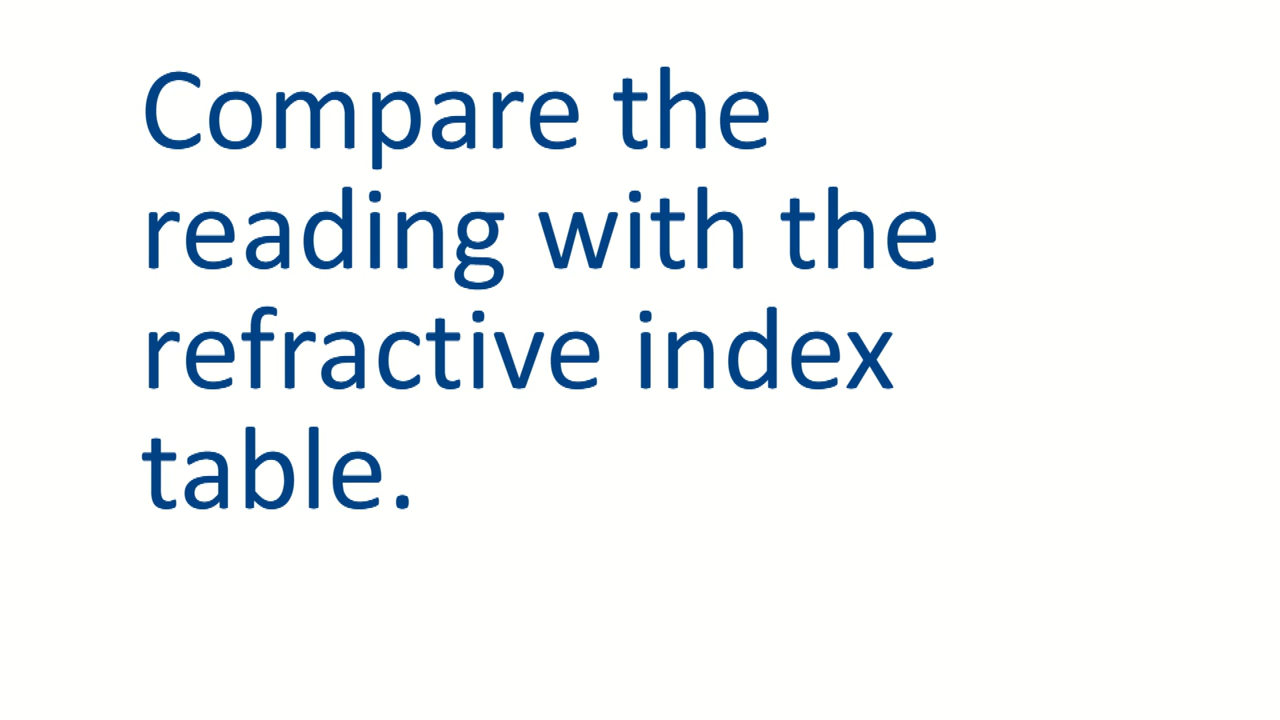 Compare the
reading with the
refractive index
table.